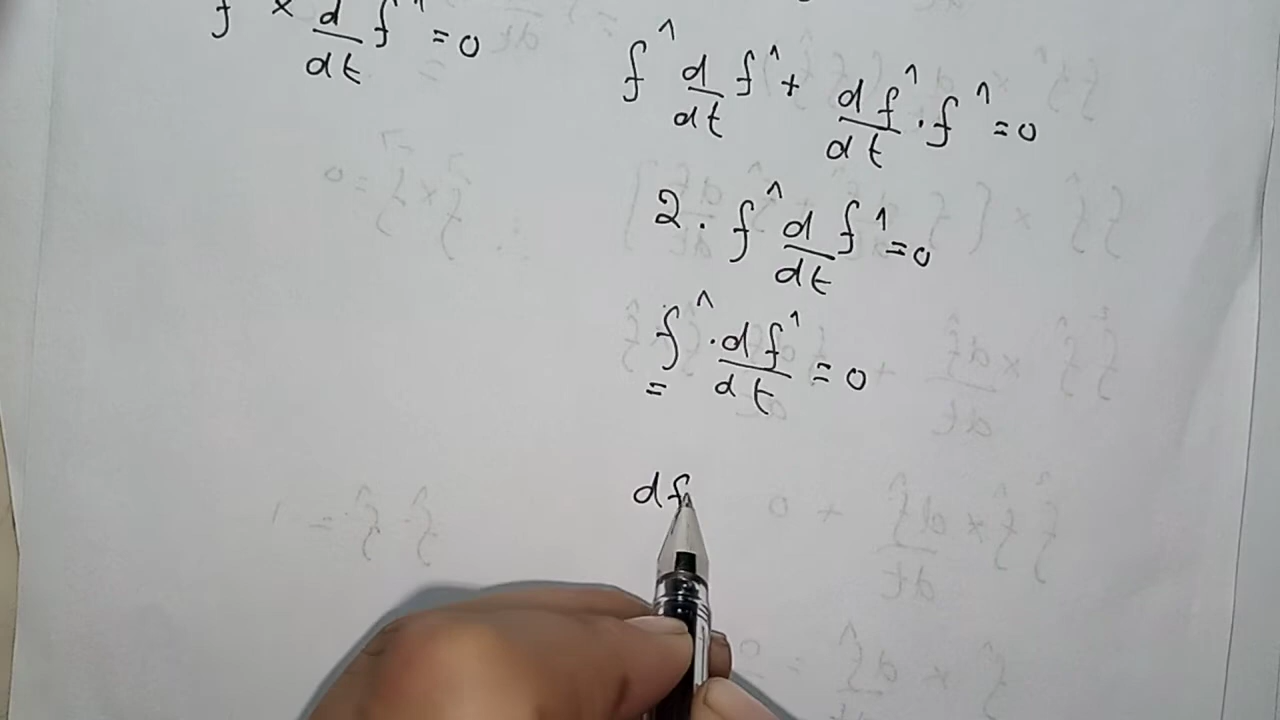 f^ × d/dt f^ = 0
f^ d/dt f^ + df^/dt · f^ = 0
2 · f^ d/dt f^ = 0
f^ · df^/dt = 0
=
df